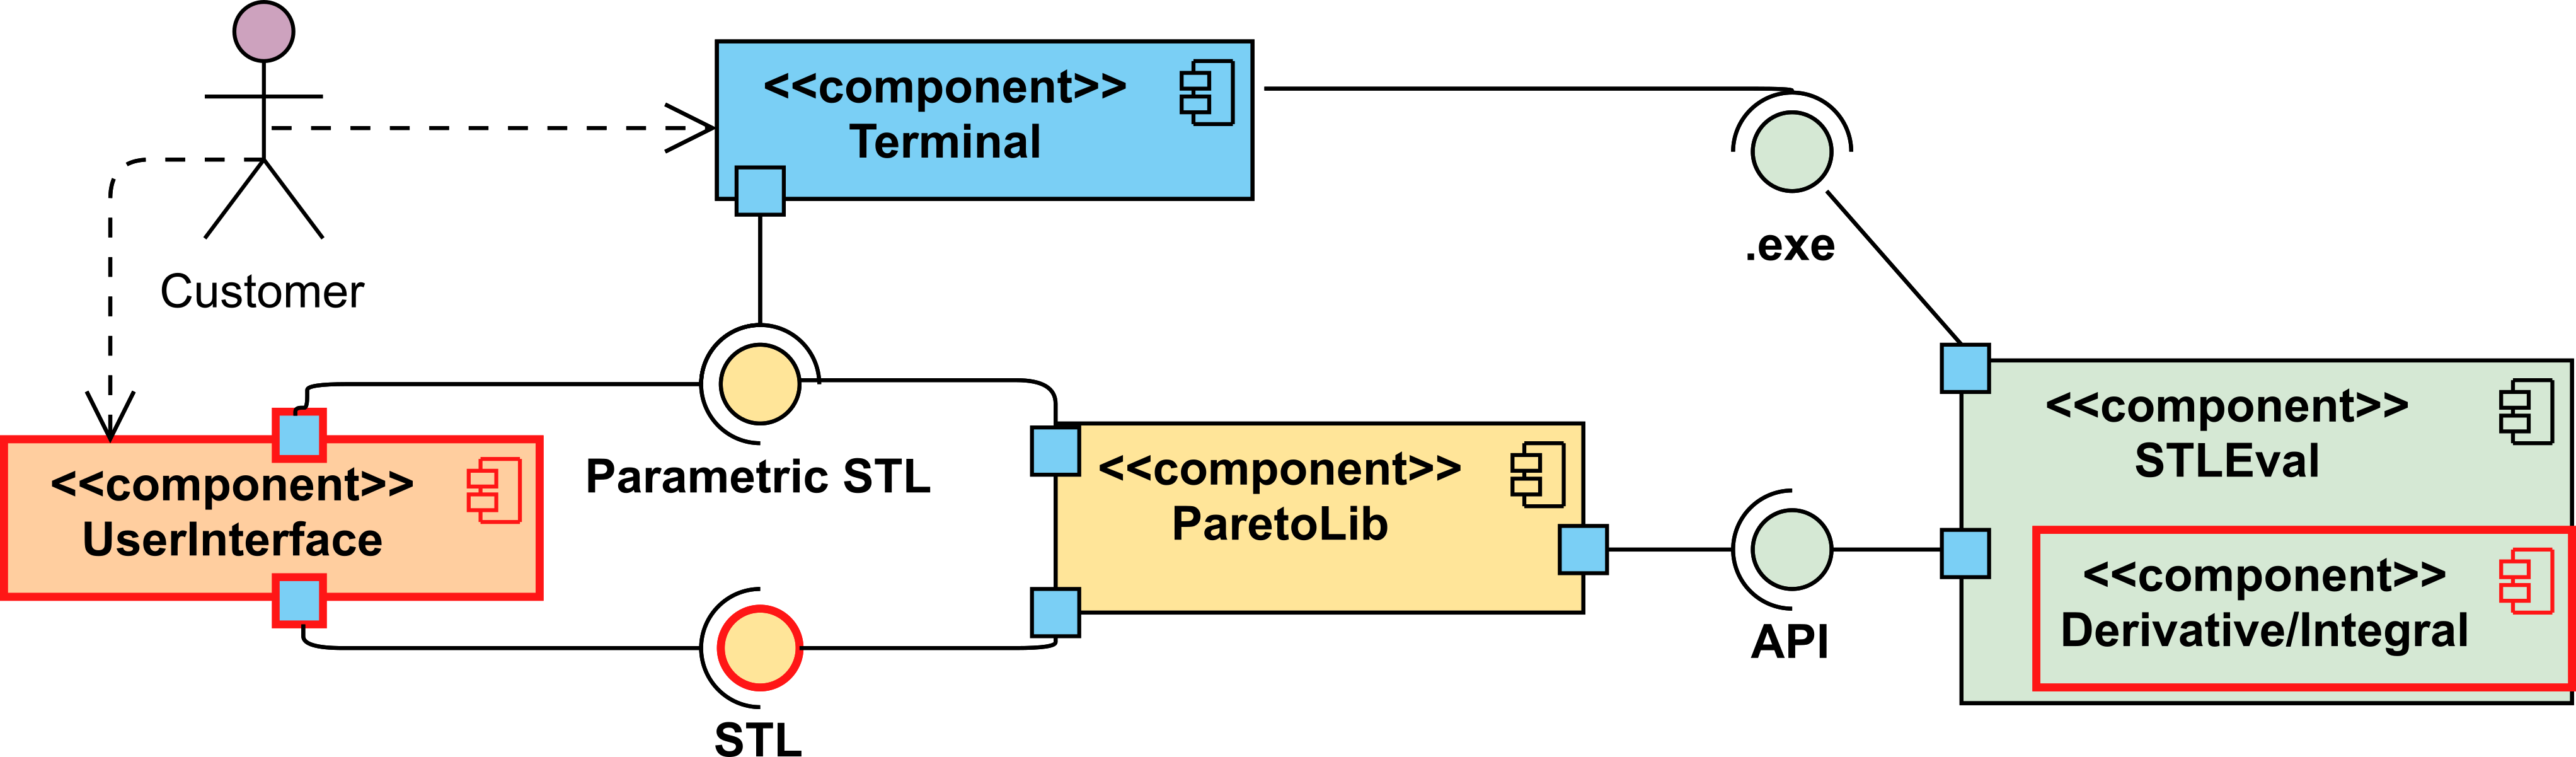 <<component>>
Terminal
.exe
Customer
<<component>>
UserInterface
Parametric STL
<<component>>
ParetoLib
<<component>>
STLEval
<<component>>
Derivative/Integral
API
STL